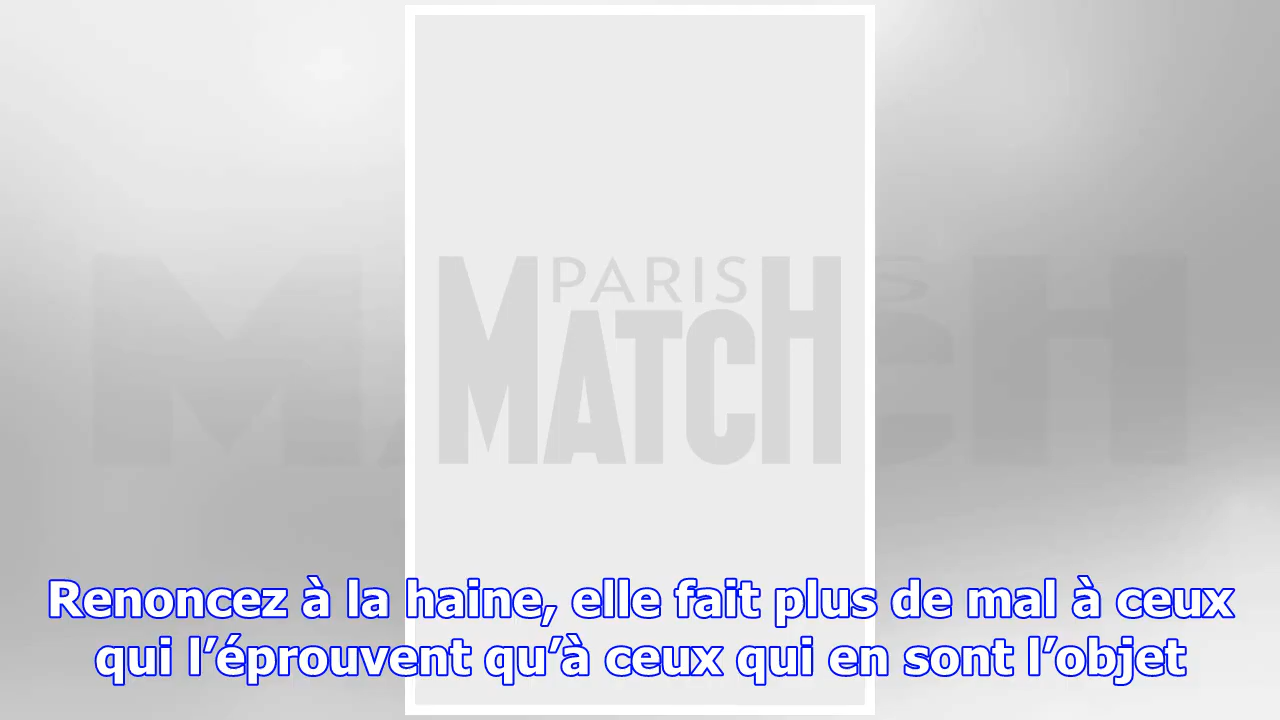 PARIS
MATCH
Renoncez à la haine, elle fait plus de mal à ceux
qui l’éprouvent qu’à ceux qui en sont l’objet